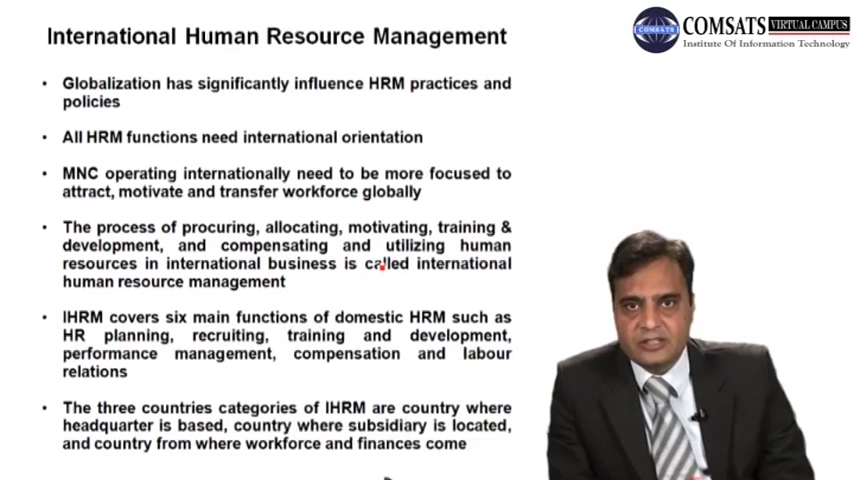 International Human Resource Management
COMSATS VIRTUAL CAMPUS
COMSATS Institute Of Information Technology
• Globalization has significantly influence HRM practices and
policies
• All HRM functions need international orientation
• MNC operating internationally need to be more focused to
attract, motivate and transfer workforce globally
• The process of procuring, allocating, motivating, training &
development, and compensating and utilizing human
resources in international business is called international
human resource management
• IHRM covers six main functions of domestic HRM such as
HR planning, recruiting, training and development,
performance management, compensation and labour
relations
• The three countries categories of IHRM are country where
headquarter is based, country where subsidiary is located,
and country from where workforce and finances come